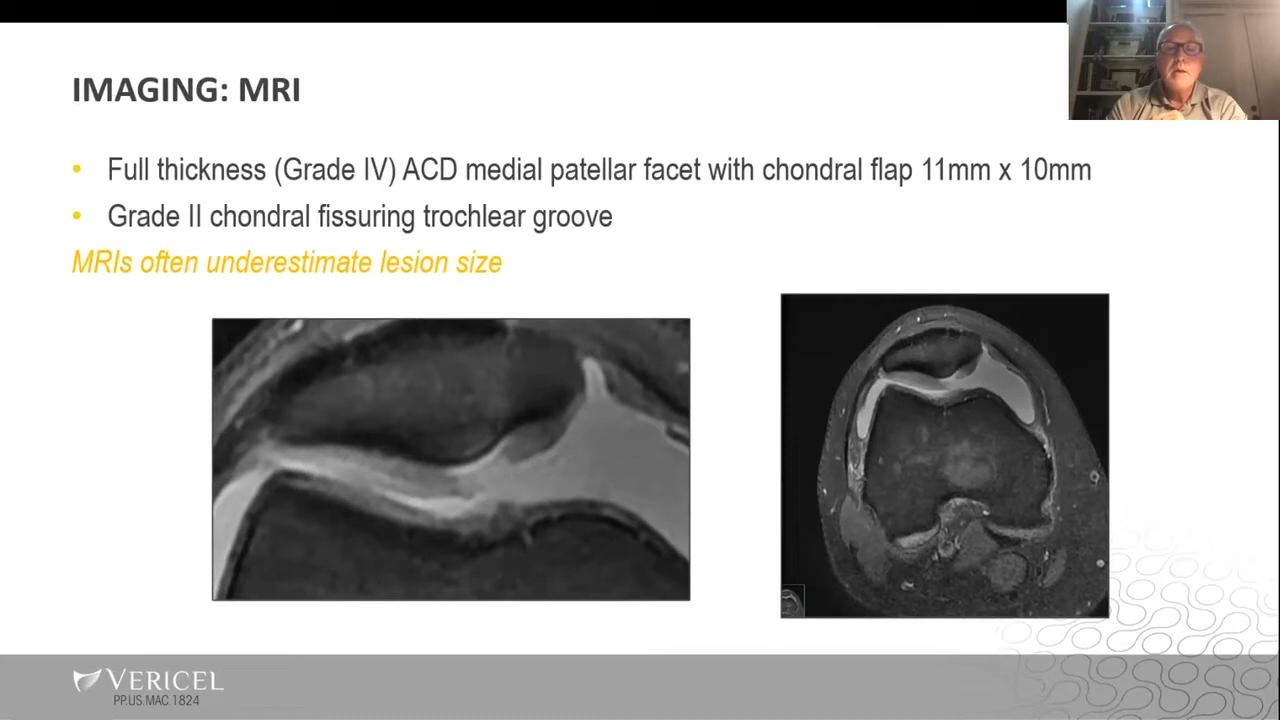 IMAGING: MRI
• Full thickness (Grade IV) ACD medial patellar facet with chondral flap 11mm x 10mm
• Grade II chondral fissuring trochlear groove
MRIs often underestimate lesion size
VERICEL
PP.US.MAC.1824